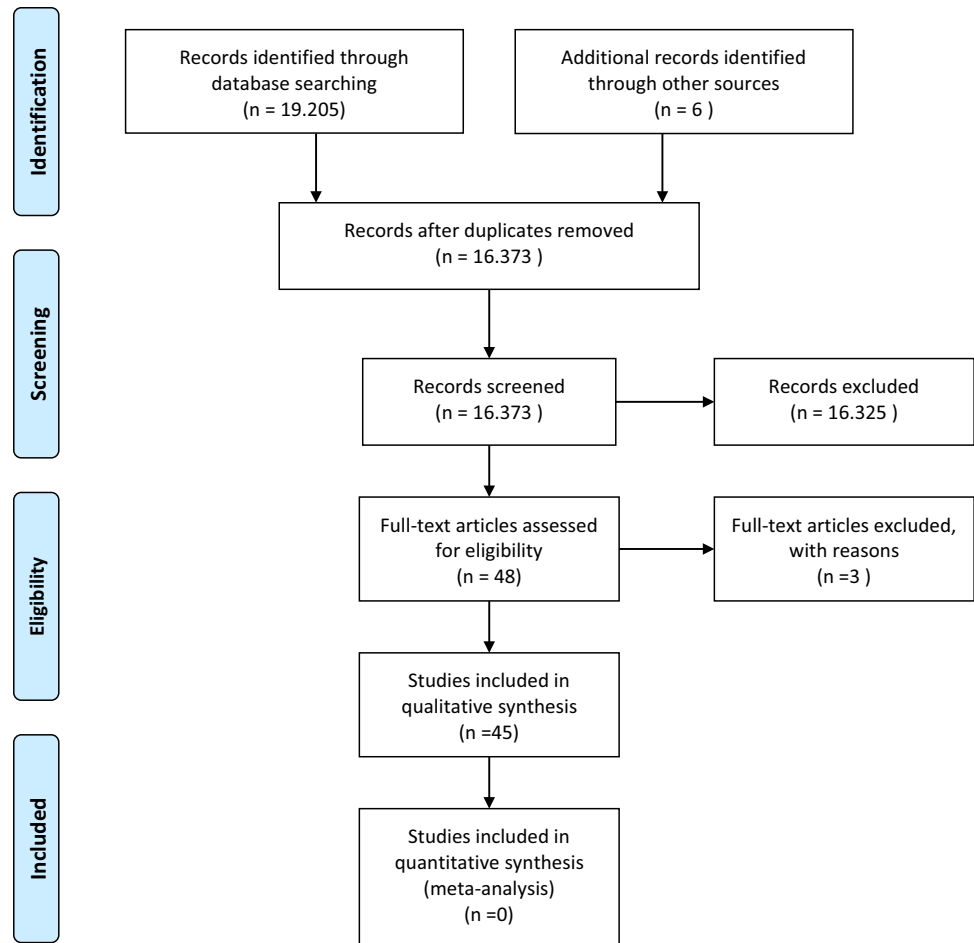 Identification
Records identified through
database searching
(n = 19.205)
Additional records identified
through other sources
(n = 6 )
Records after duplicates removed
(n = 16.373 )
Screening
Records screened
(n = 16.373 )
Records excluded
(n = 16.325 )
Eligibility
Full-text articles assessed
for eligibility
(n = 48)
Full-text articles excluded,
with reasons
(n =3 )
Studies included in
qualitative synthesis
(n =45)
Included
Studies included in
quantitative synthesis
(meta-analysis)
(n =0)